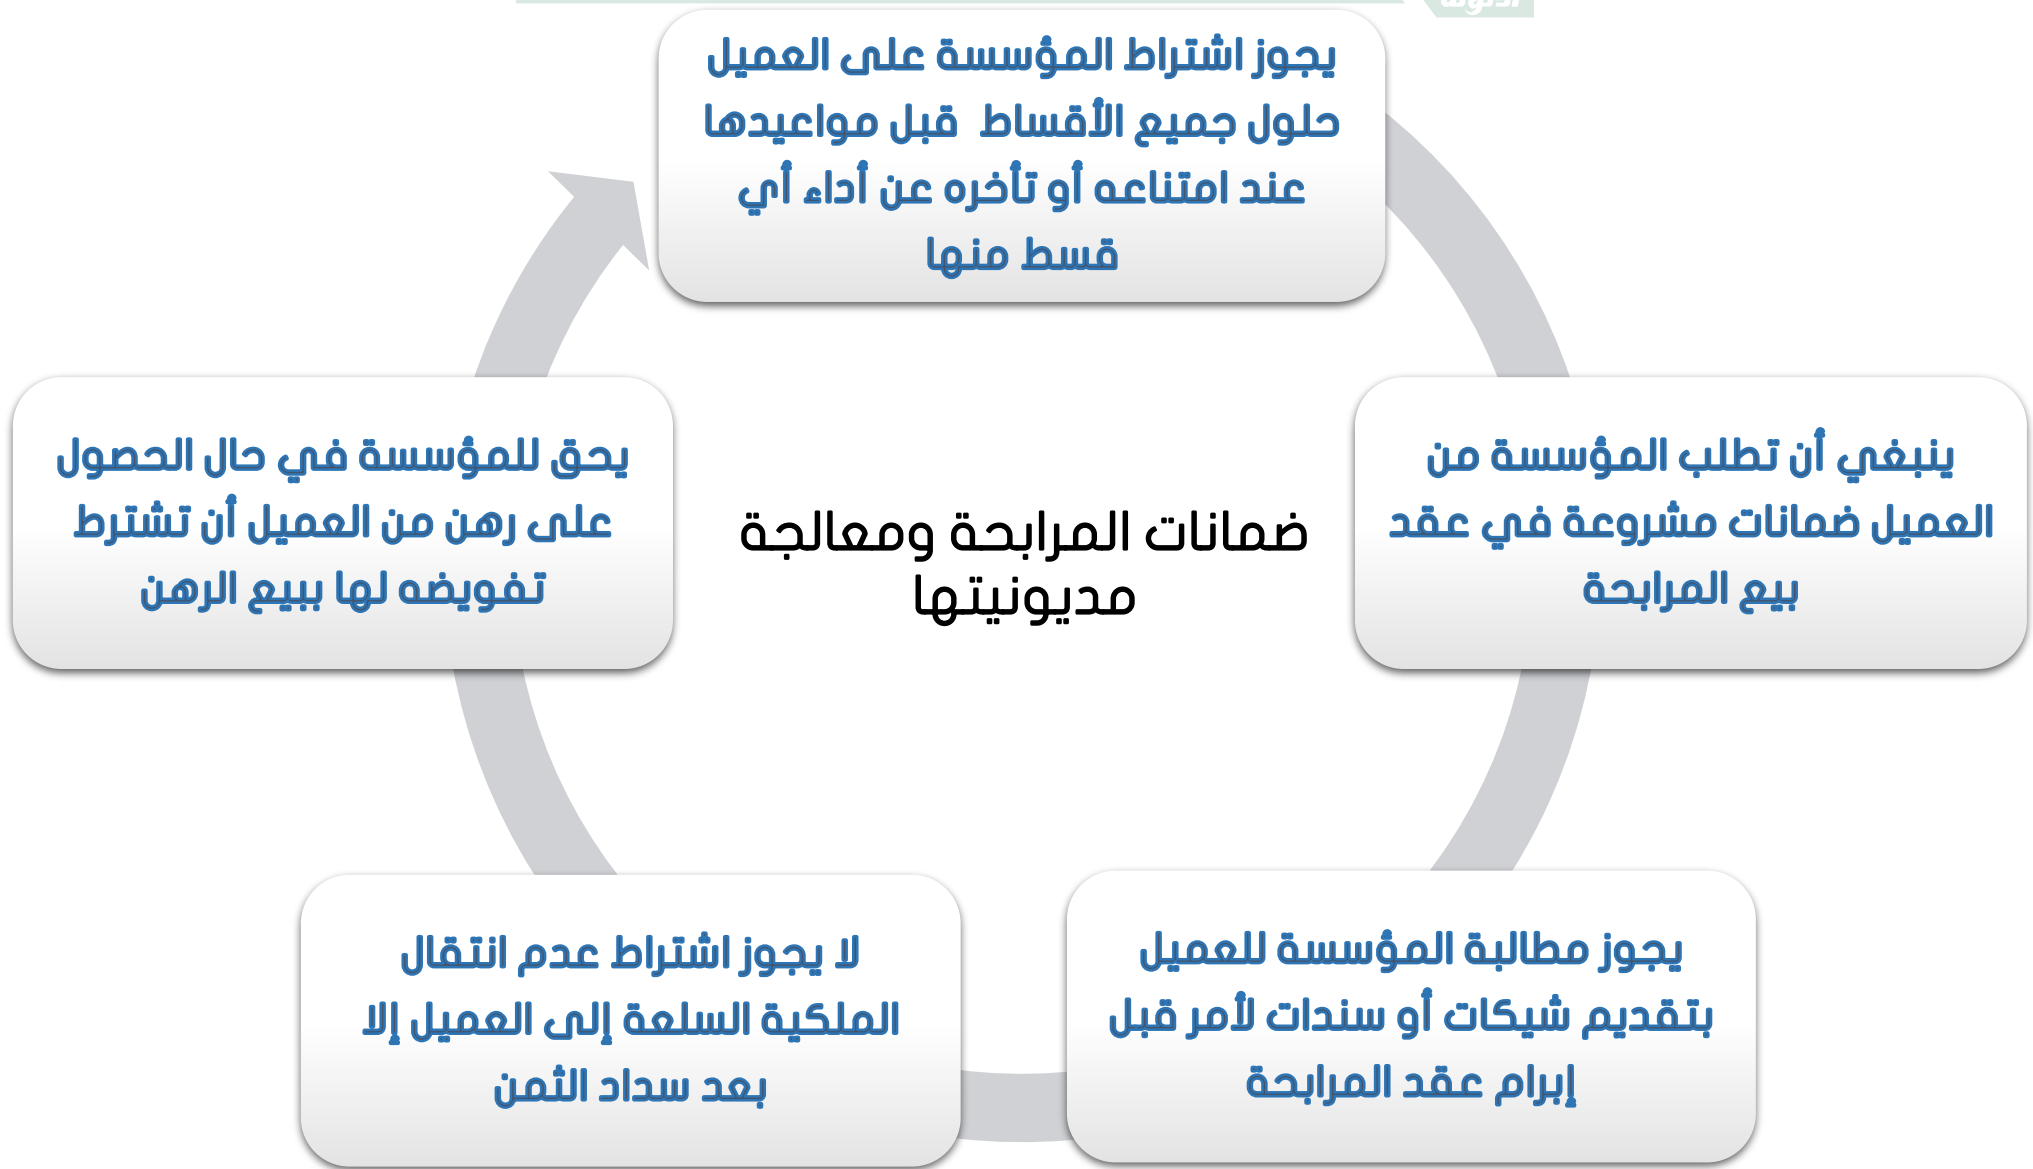 يجوز اشتراط المؤسسة على العميل
حلول جميع الأقساط قبل مواعيدها
عند امتناعه أو تأخره عن أداء أي
قسط منها
ينبغي أن تطلب المؤسسة من
العميل ضمانات مشروعة في عقد
بيع المرابحة
يجوز مطالبة المؤسسة للعميل
بتقديم شيكات أو سندات لأمر قبل
إبرام عقد المرابحة
لا يجوز اشتراط عدم انتقال
الملكية السلعة إلى العميل إلا
بعد سداد الثمن
يحق للمؤسسة في حال الحصول
على رهن من العميل أن تشترط
تفويضه لها ببيع الرهن
ضمانات المرابحة ومعالجة
مديونيتها